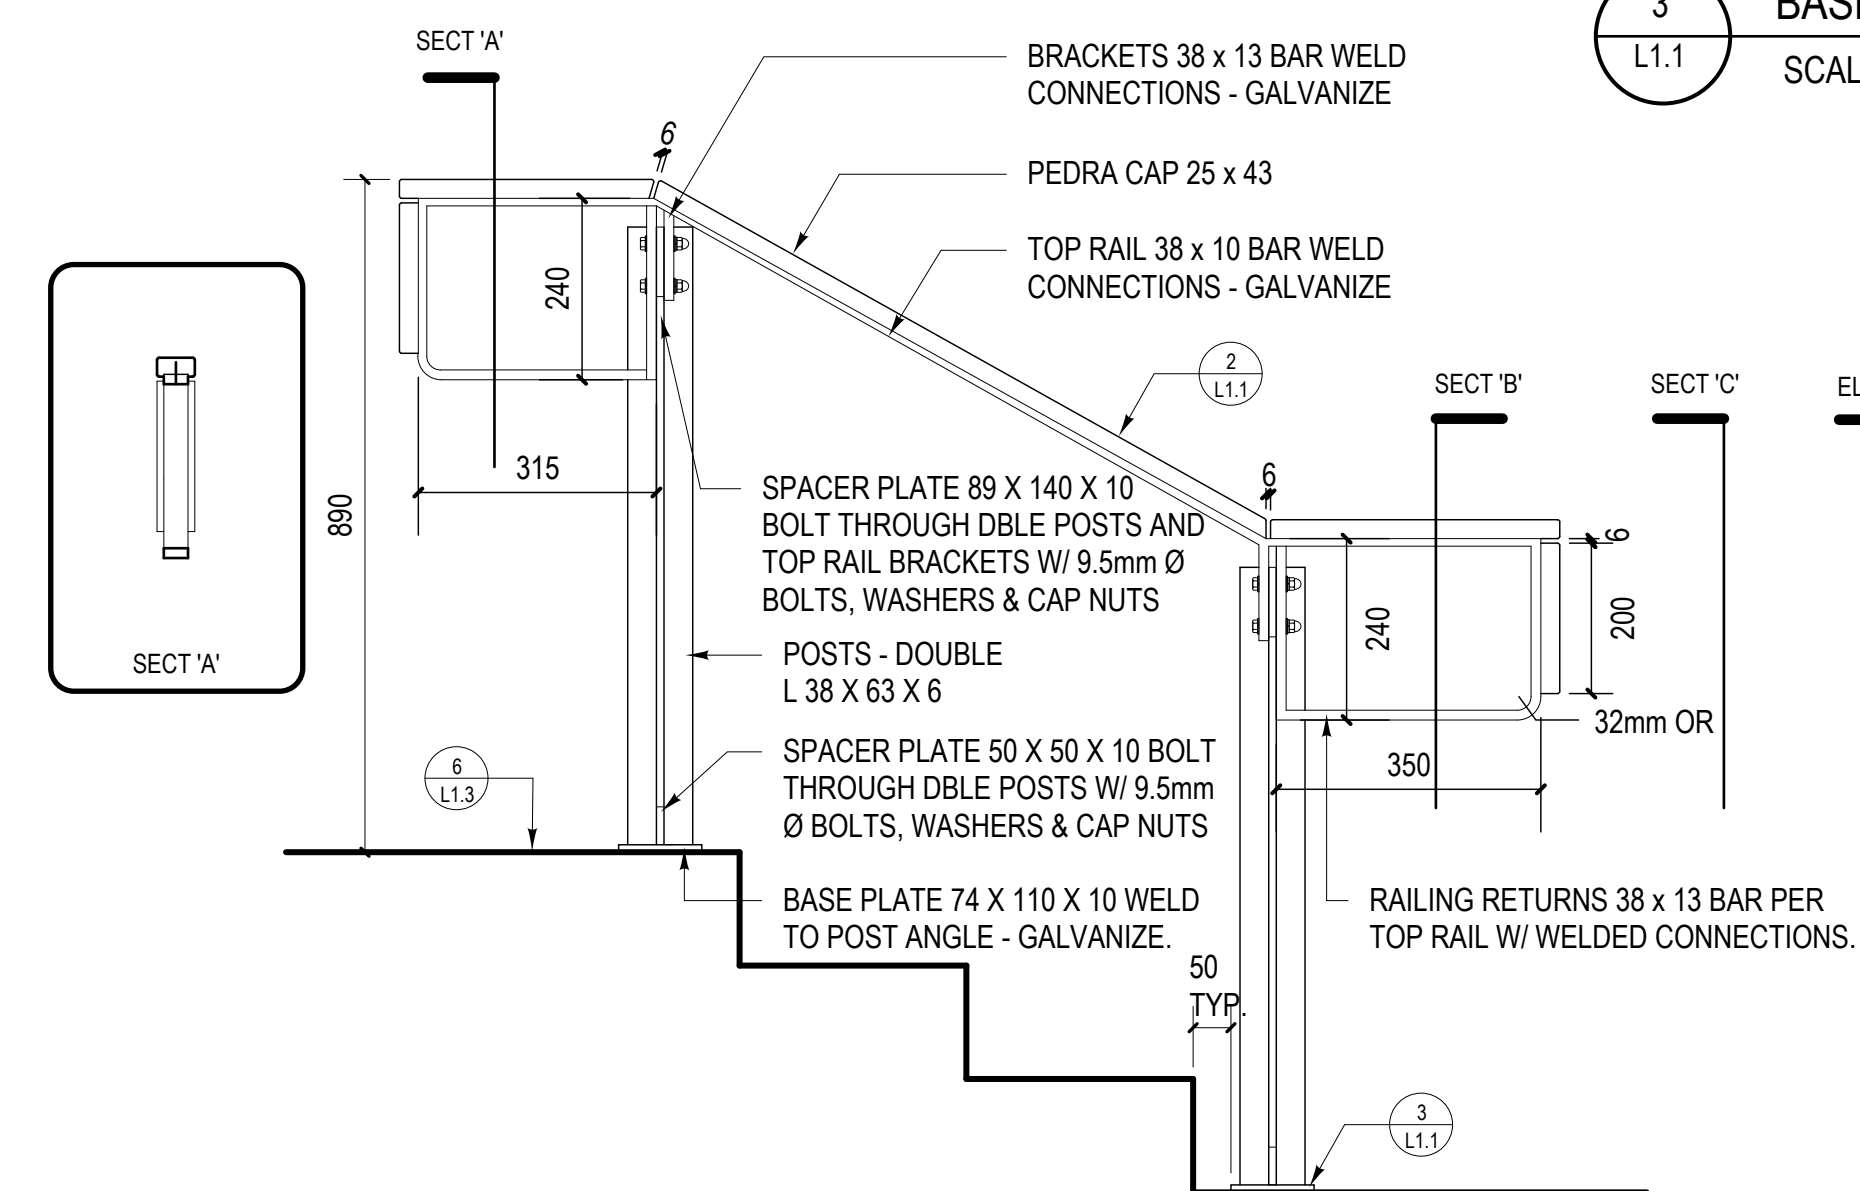 SECT 'A'
BRACKETS 38 x 13 BAR WELD
CONNECTIONS - GALVANIZE
3
L1.1
SCAL
6
PEDRA CAP 25 x 43
TOP RAIL 38 x 10 BAR WELD
CONNECTIONS - GALVANIZE
240
2
L1.1
SECT 'B'
SECT 'C'
315
890
SPACER PLATE 89 X 140 X 10
BOLT THROUGH DBLE POSTS AND
TOP RAIL BRACKETS W/ 9.5mm Ø
BOLTS, WASHERS & CAP NUTS
6
6
200
240
SECT 'A'
POSTS - DOUBLE
L 38 X 63 X 6
32mm OR
350
6
L1.3
SPACER PLATE 50 X 50 X 10 BOLT
THROUGH DBLE POSTS W/ 9.5mm
Ø BOLTS, WASHERS & CAP NUTS
BASE PLATE 74 X 110 X 10 WELD
TO POST ANGLE - GALVANIZE.
RAILING RETURNS 38 x 13 BAR PER
TOP RAIL W/ WELDED CONNECTIONS.
50
TYP.
3
L1.1